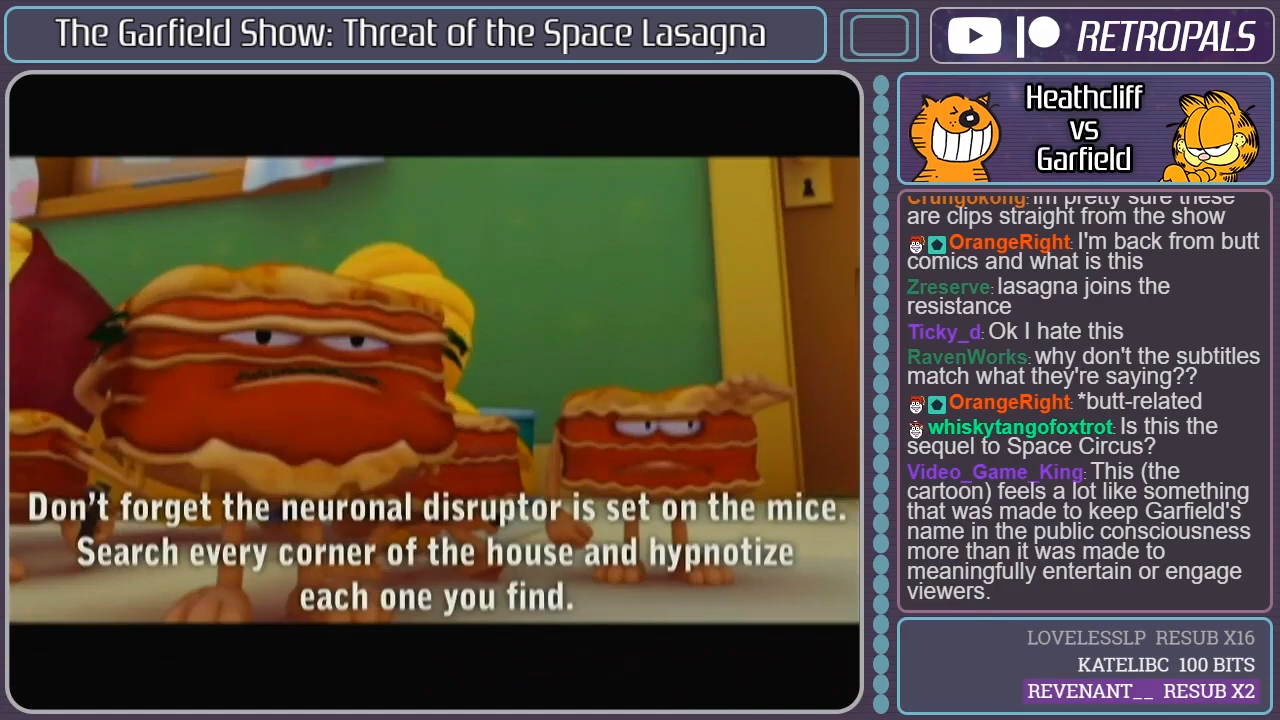 The Garfield Show: Threat of the Space Lasagna
RETROPALS
Heathcliff
vs
Garfield
Crungokong: im pretty sure these
are clips straight from the show
OrangeRight: I'm back from butt
comics and what is this
Zreserve: lasagna joins the
resistance
Ticky_d: Ok I hate this
RavenWorks: why don't the subtitles
match what they're saying??
OrangeRight: *butt-related
whiskytangofoxtrot: Is this the
sequel to Space Circus?
Video_Game_King: This (the
cartoon) feels a lot like something
that was made to keep Garfield's
name in the public consciousness
more than it was made to
meaningfully entertain or engage
viewers.
Don’t forget the neuronal disruptor is set on the mice.
Search every corner of the house and hypnotize
each one you find.
LOVELESSLP RESUB X16
KATELIBC 100 BITS
REVENANT__ RESUB X2